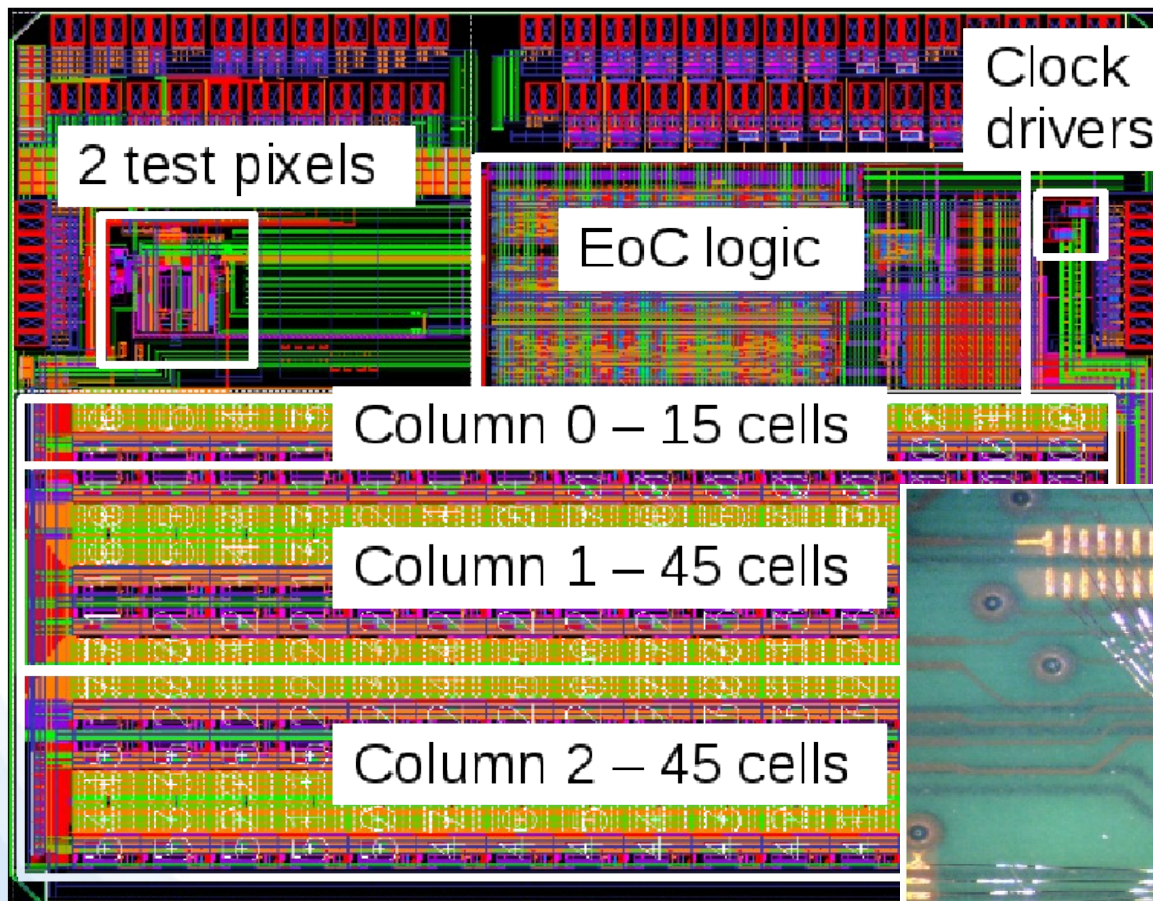 Clock
drivers
2 test pixels
EoC logic
Column 0 – 15 cells
Column 1 – 45 cells
Column 2 – 45 cells